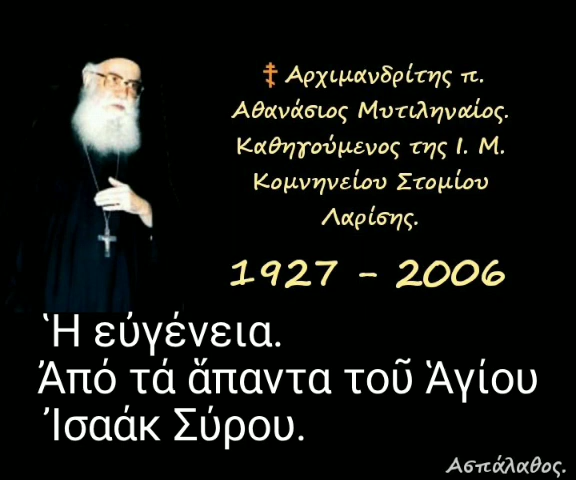 ☦ Αρχιμανδρίτης π.
Αθανάσιος Μυτιληναίος.
Καθηγούμενος της Ι. Μ.
Κομνηνείου Στομίου
Λαρίσης.
1927 - 2006
Ἡ εὐγένεια.
Ἀπό τά ἅπαντα τοῦ Ἁγίου
Ἰσαάκ Σύρου.
Ασπάλαθος.